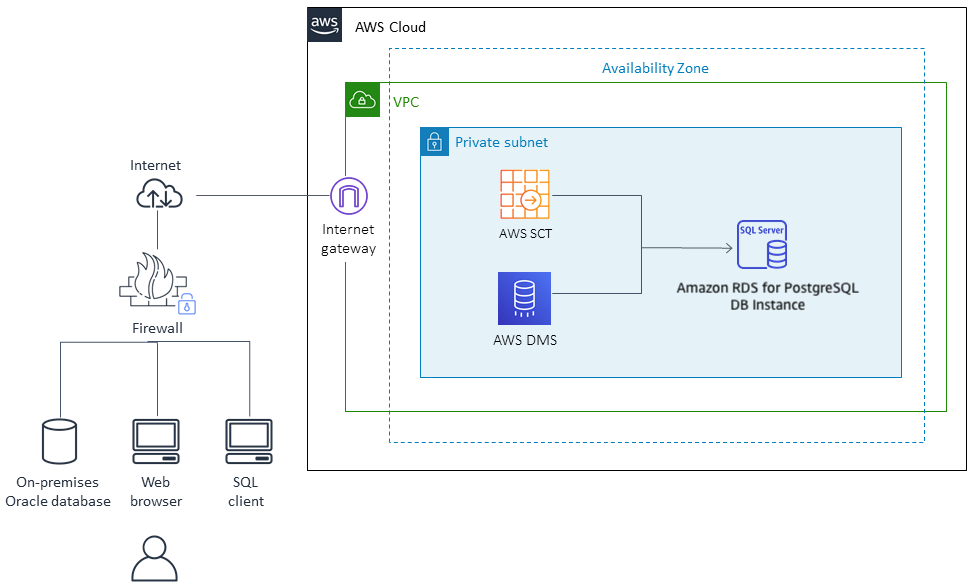 aws
AWS Cloud
Availability Zone
VPC
Private subnet
Internet
AWS SCT
SQL Server
Internet
gateway
Amazon RDS for PostgreSQL
DB Instance
Firewall
AWS DMS
On-premises
Oracle database
Web
browser
SQL
client